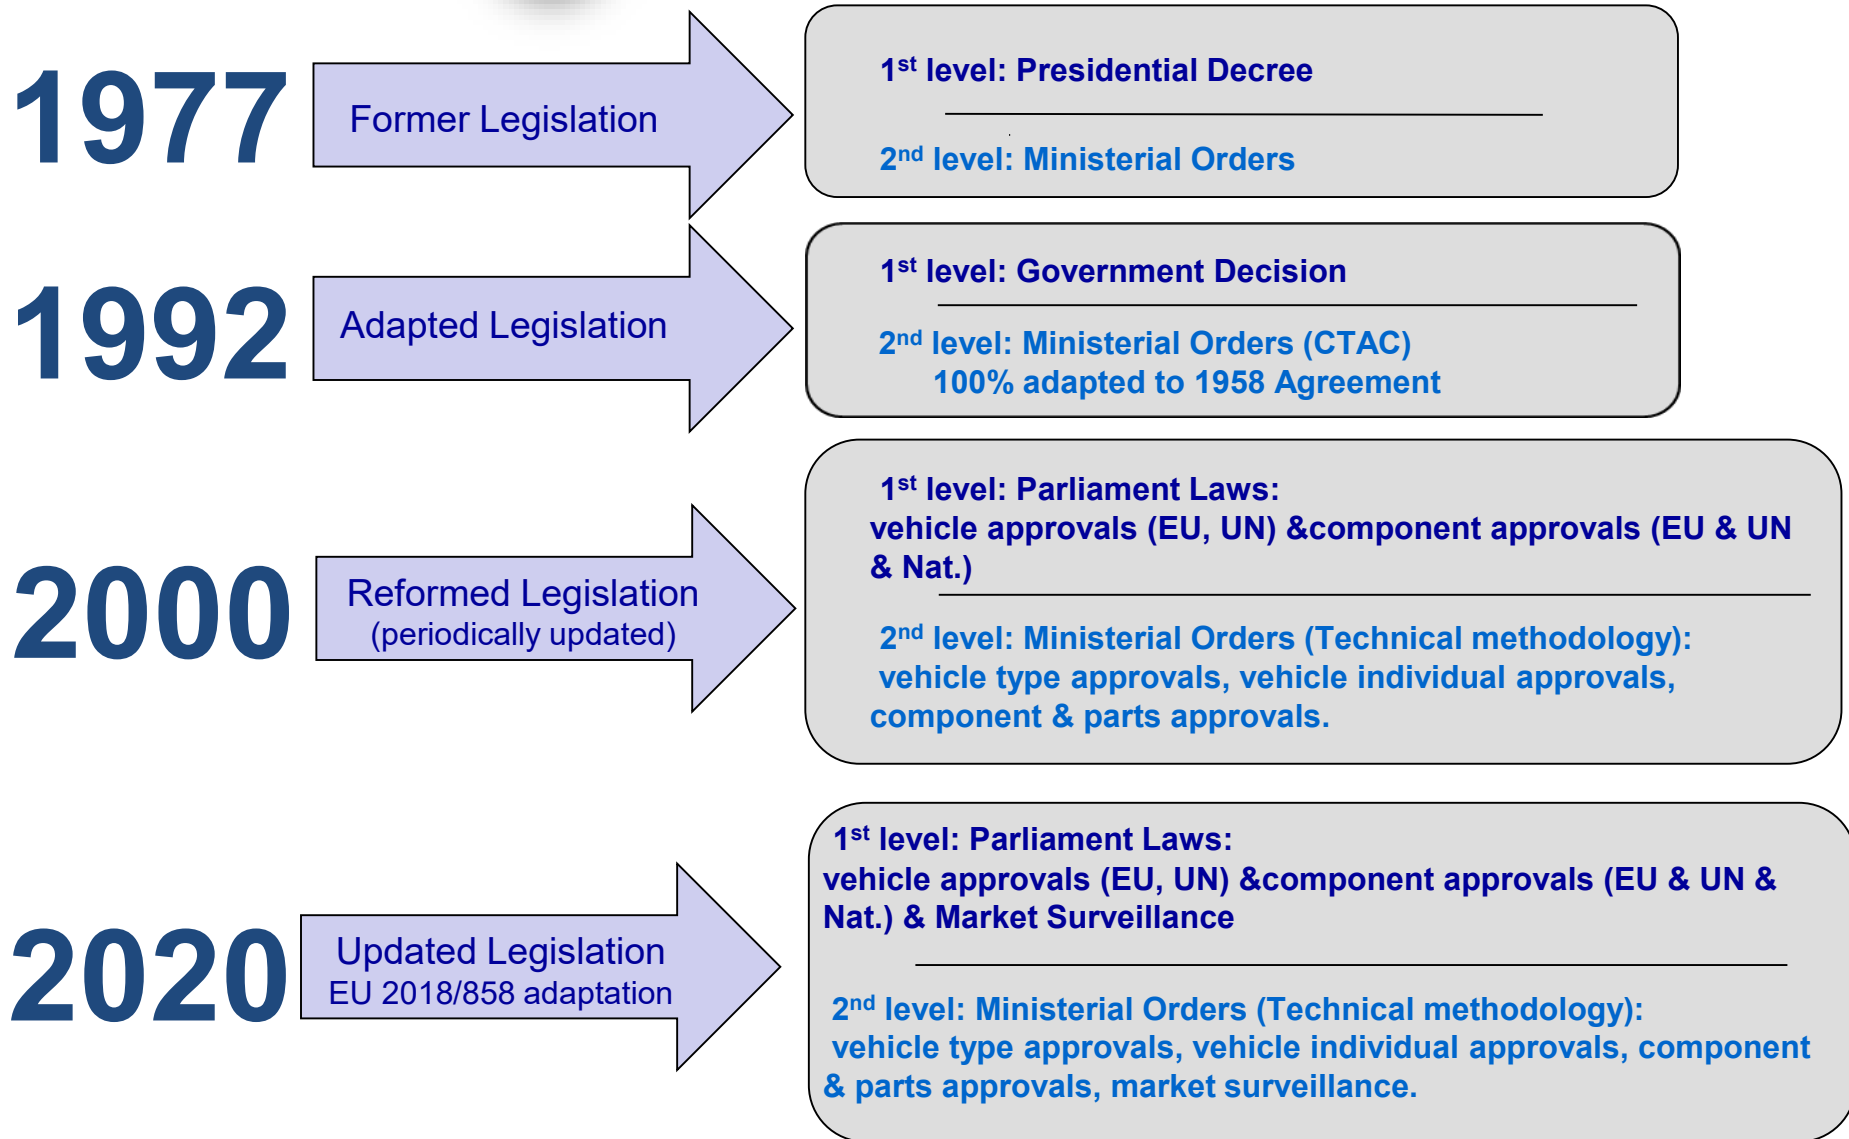 1977
Former Legislation
1st level: Presidential Decree
2nd level: Ministerial Orders
1992
Adapted Legislation
1st level: Government Decision
2nd level: Ministerial Orders (CTAC)
100% adapted to 1958 Agreement
2000
Reformed Legislation
(periodically updated)
1st level: Parliament Laws:
vehicle approvals (EU, UN) &component approvals (EU & UN
& Nat.)
2nd level: Ministerial Orders (Technical methodology):
vehicle type approvals, vehicle individual approvals,
component & parts approvals.
2020
Updated Legislation
EU 2018/858 adaptation
1st level: Parliament Laws:
vehicle approvals (EU, UN) &component approvals (EU & UN &
Nat.) & Market Surveillance
2nd level: Ministerial Orders (Technical methodology):
vehicle type approvals, vehicle individual approvals, component
& parts approvals, market surveillance.